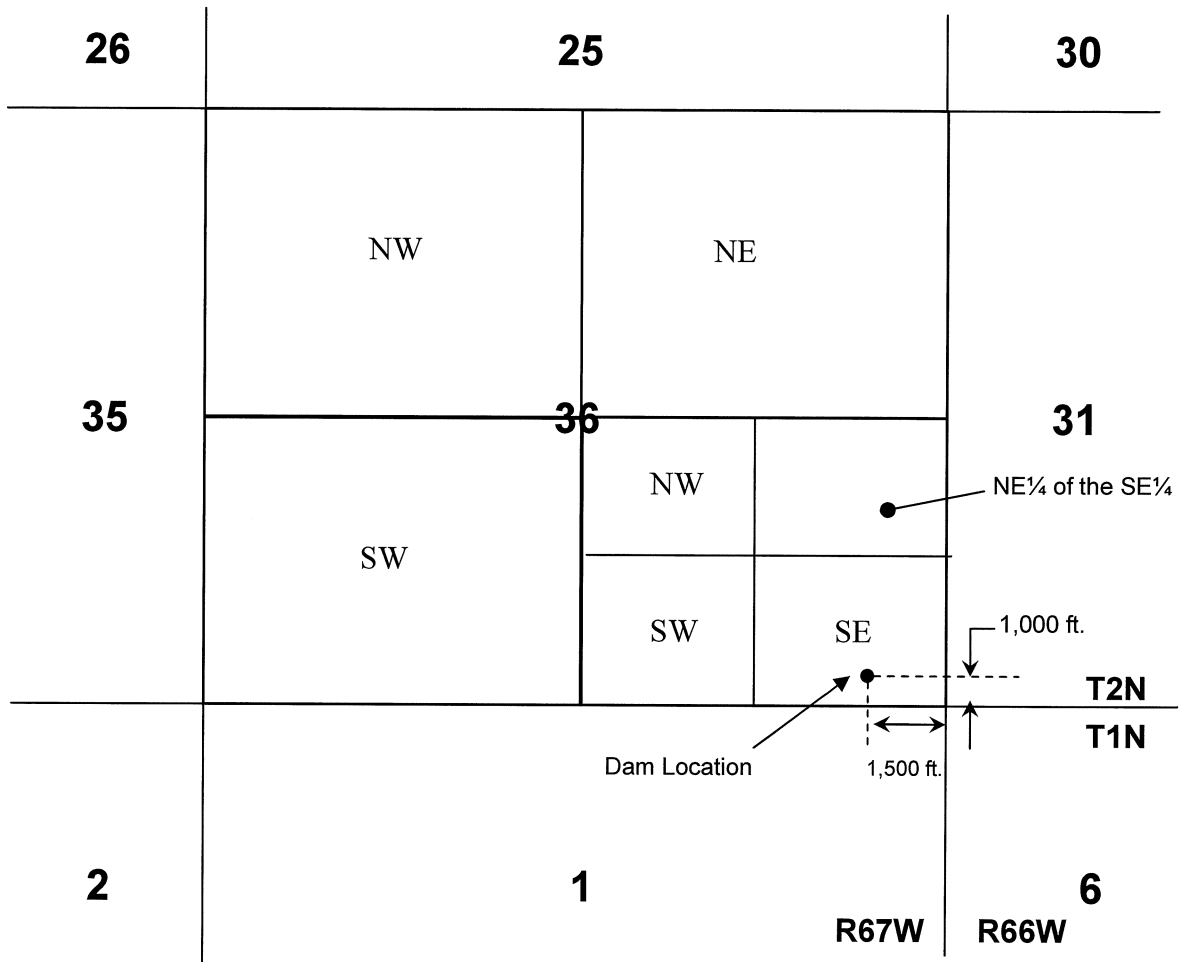 26
25
30
NW
NE
35
36
31
NW
NE¼ of the SE¼
SW
SW
SE
1,000 ft.
T2N
T1N
Dam Location
1,500 ft.
2
1
6
R67W
R66W